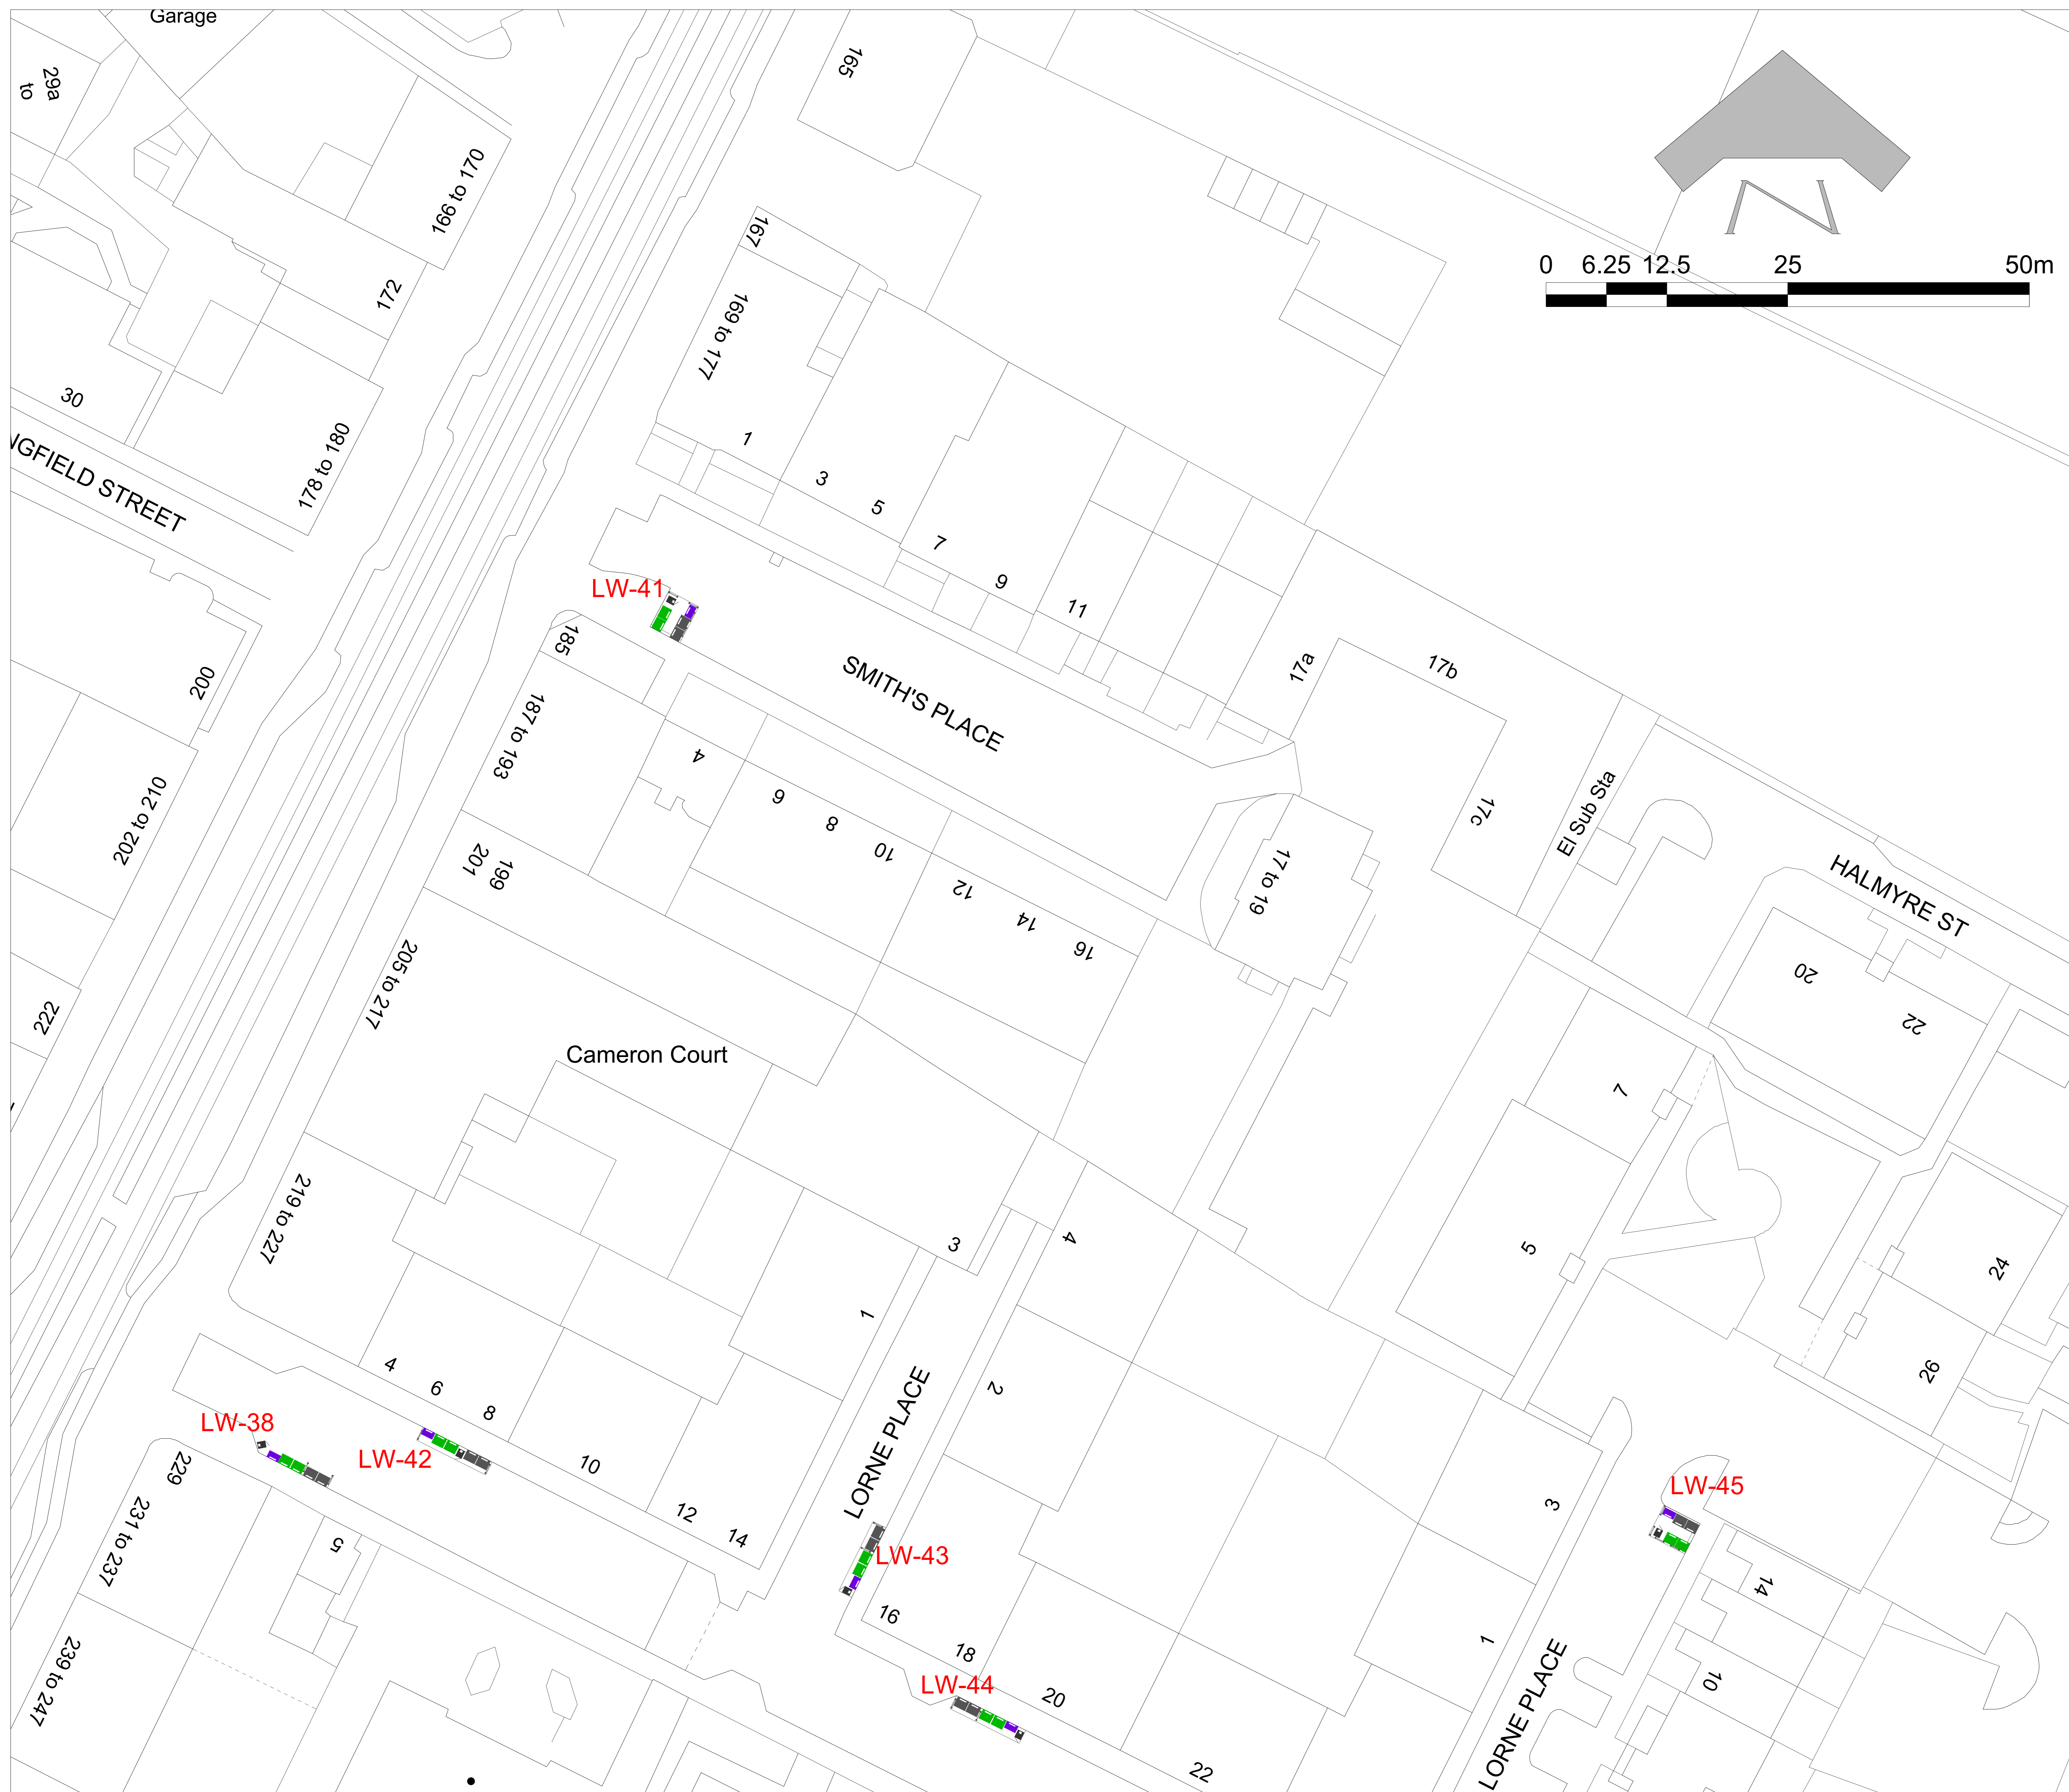 Garage
29a
to
165
166 to 170
167
172
0 6.25 12.5 25 50m
169 to 177
30
NGFIELD STREET
178 to 180
1
3
5
7
9
11
LW-41
185
200
SMITH'S PLACE
17a
17b
187 to 193
4
6
8
10
12
14
16
17c
El Sub Sta
HALMYRE ST
202 to 210
201
199
17 to 19
20
22
205 to 217
222
Cameron Court
7
219 to 227
3
4
5
24
1
2
26
4
6
8
10
12
14
LW-38
LW-42
LORNE PLACE
229
231 to 237
5
LW-43
3
LW-45
14
16
18
20
22
1
10
LW-44
239 to 247
LORNE PLACE